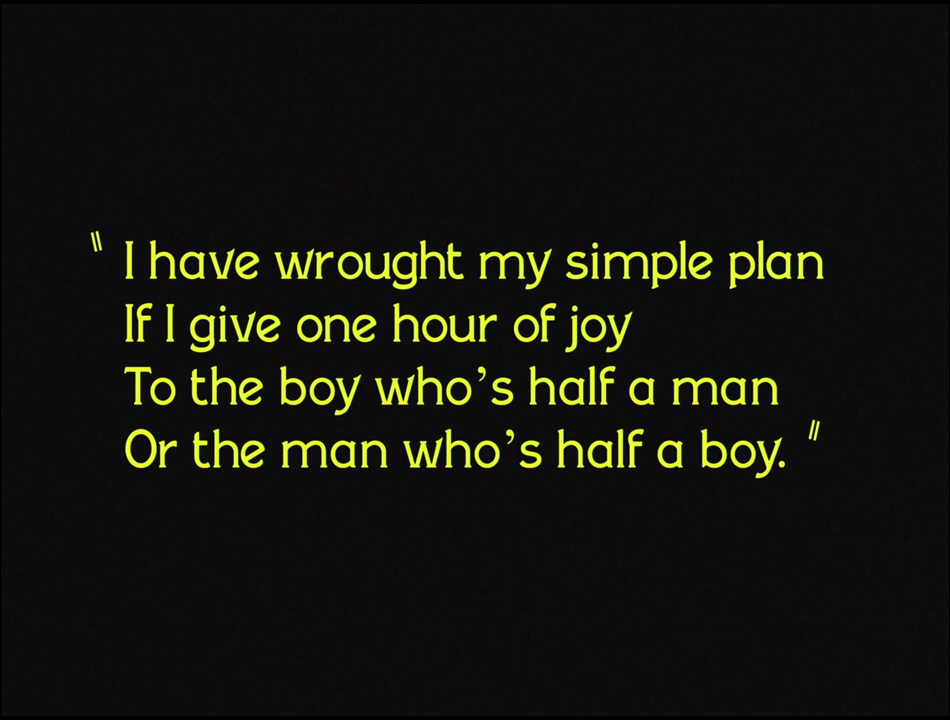 "I have wrought my simple plan
If I give one hour of joy
To the boy who's half a man
Or the man who's half a boy."